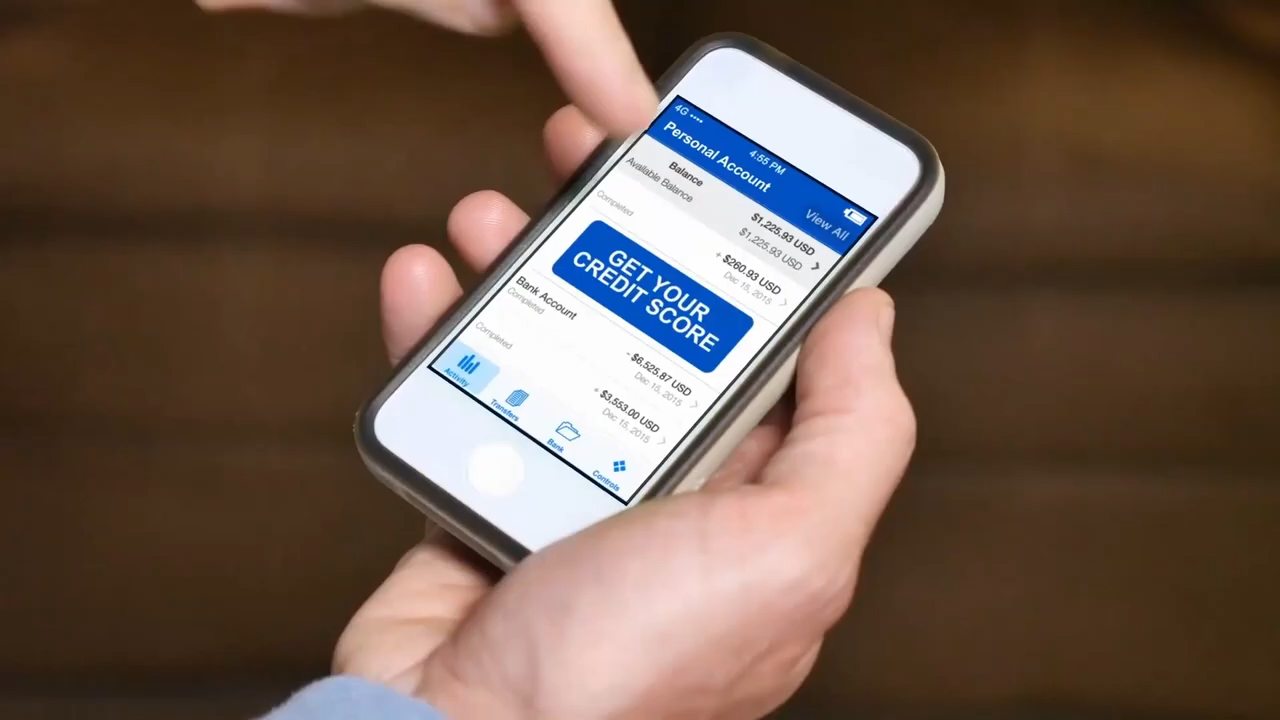 4G
4:55 PM
Personal Account
View All
Balance
$1,225.93 USD
Available Balance
$1,225.93 USD
Completed
+ $260.93 USD
Dec 15, 2015
GET YOUR
CREDIT SCORE
Bank Account
- $6,525.87 USD
Completed
Dec 15, 2015
+ $3,553.00 USD
Completed
Dec 15, 2015
Activity
Transfers
Bank
Controls